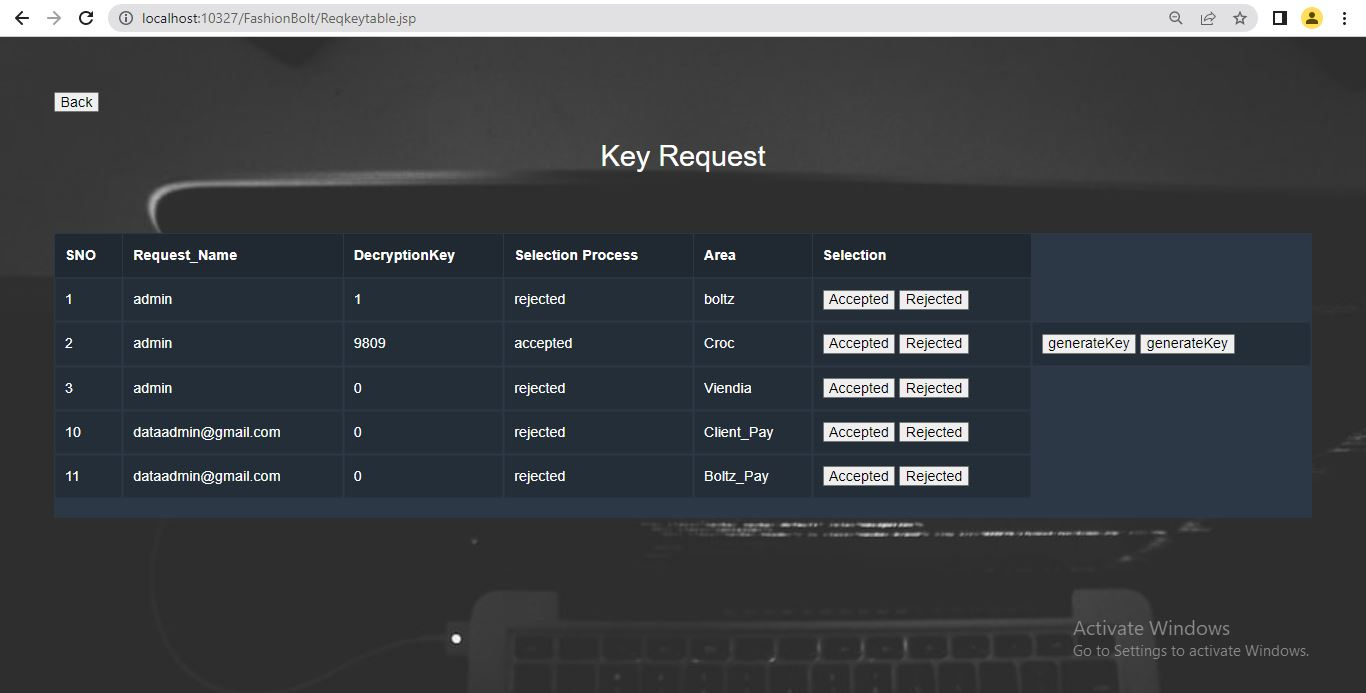 localhost:10327/FashionBolt/Reqkeytable.jsp
Back
Key Request
SNO Request_Name DecryptionKey Selection Process Area Selection
1 admin 1 rejected boltz Accepted Rejected
2 admin 9809 accepted Croc Accepted Rejected generateKey generateKey
3 admin 0 rejected Viendia Accepted Rejected
10 dataadmin@gmail.com 0 rejected Client_Pay Accepted Rejected
11 dataadmin@gmail.com 0 rejected Boltz_Pay Accepted Rejected
Activate Windows
Go to Settings to activate Windows.